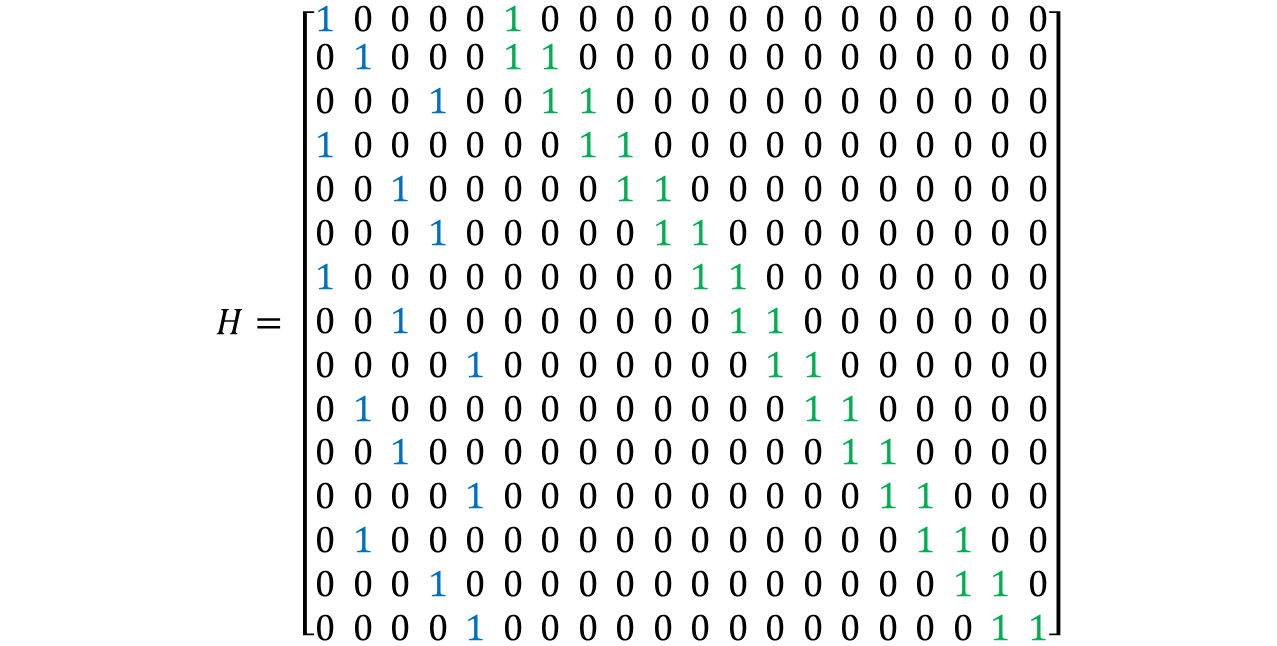 1 0 0 0 0 1 0 0 0 0 0 0 0 0 0 0 0 0 0 0
0 1 0 0 0 1 1 0 0 0 0 0 0 0 0 0 0 0 0 0
0 0 0 1 0 0 1 1 0 0 0 0 0 0 0 0 0 0 0 0
1 0 0 0 0 0 0 1 1 0 0 0 0 0 0 0 0 0 0 0
0 0 1 0 0 0 0 0 1 1 0 0 0 0 0 0 0 0 0 0
0 0 0 1 0 0 0 0 0 1 1 0 0 0 0 0 0 0 0 0
1 0 0 0 0 0 0 0 0 0 1 1 0 0 0 0 0 0 0 0
H = 0 0 1 0 0 0 0 0 0 0 0 1 1 0 0 0 0 0 0 0
0 0 0 0 1 0 0 0 0 0 0 0 1 1 0 0 0 0 0 0
0 1 0 0 0 0 0 0 0 0 0 0 0 1 1 0 0 0 0 0
0 0 1 0 0 0 0 0 0 0 0 0 0 0 1 1 0 0 0 0
0 0 0 0 1 0 0 0 0 0 0 0 0 0 0 1 1 0 0 0
0 1 0 0 0 0 0 0 0 0 0 0 0 0 0 0 1 1 0 0
0 0 0 1 0 0 0 0 0 0 0 0 0 0 0 0 0 1 1 0
0 0 0 0 1 0 0 0 0 0 0 0 0 0 0 0 0 0 1 1